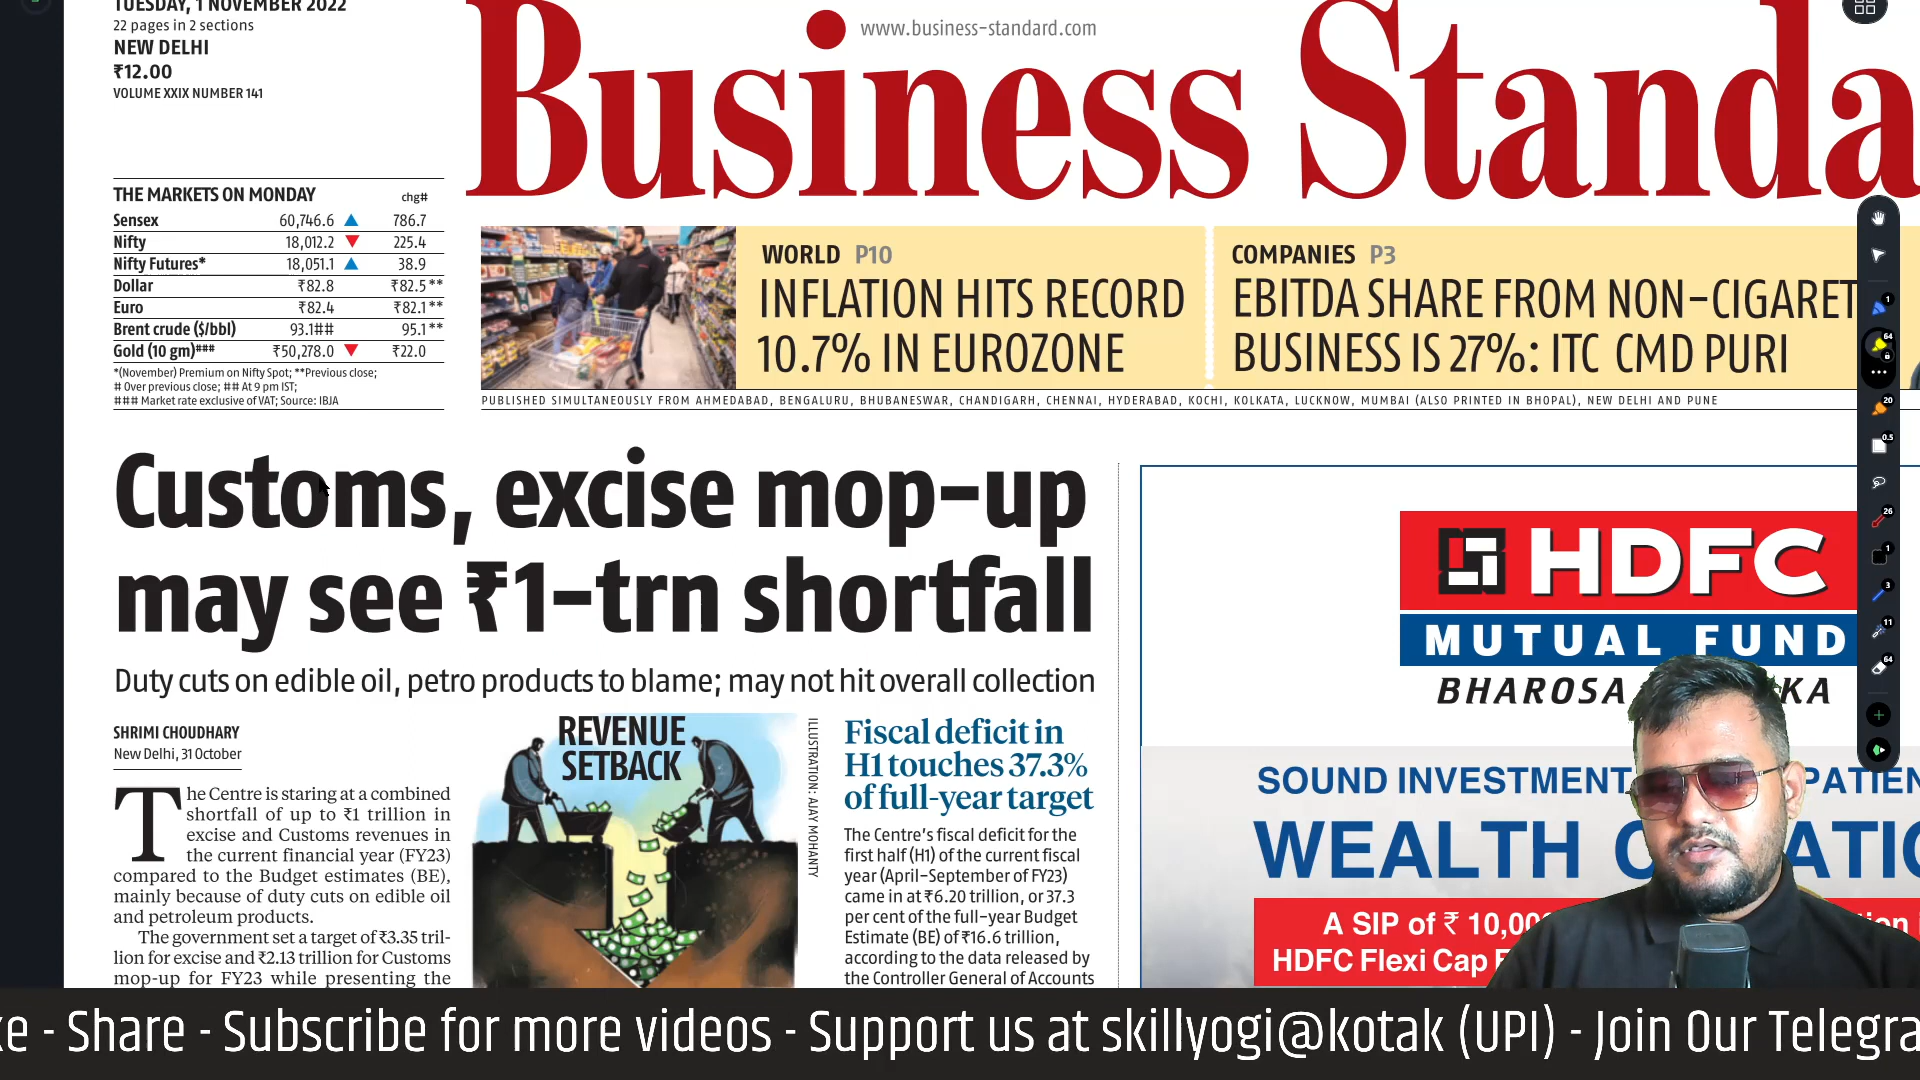 TUESDAY, 1 NOVEMBER 2022
22 pages in 2 sections
NEW DELHI
₹12.00
VOLUME XXIX NUMBER 141
www.business-standard.com
Business Standa
THE MARKETS ON MONDAY chg#
Sensex 60,746.6 ▲ 786.7
Nifty 18,012.2 ▼ 225.4
Nifty Futures* 18,051.1 ▲ 38.9
Dollar ₹82.8 ₹82.5**
Euro ₹82.4 ₹82.1**
Brent crude ($/bbl) 93.1## 95.1**
Gold (10 gm)### ₹50,278.0 ▼ ₹22.0
*(November) Premium on Nifty Spot; **Previous close;
# Over previous close; ## At 9 pm IST;
### Market rate exclusive of VAT; Source: IBJA
WORLD P10
INFLATION HITS RECORD
10.7% IN EUROZONE
COMPANIES P3
EBITDA SHARE FROM NON-CIGARET
BUSINESS IS 27%: ITC CMD PURI
PUBLISHED SIMULTANEOUSLY FROM AHMEDABAD, BENGALURU, BHUBANESWAR, CHANDIGARH, CHENNAI, HYDERABAD, KOCHI, KOLKATA, LUCKNOW, MUMBAI (ALSO PRINTED IN BHOPAL), NEW DELHI AND PUNE
Customs, excise mop-up
may see ₹1-trn shortfall
Duty cuts on edible oil, petro products to blame; may not hit overall collection
SHRIMI CHOUDHARY
New Delhi, 31 October
The Centre is staring at a combined
shortfall of up to ₹1 trillion in
excise and Customs revenues in
the current financial year (FY23)
compared to the Budget estimates (BE),
mainly because of duty cuts on edible oil
and petroleum products.
The government set a target of ₹3.35 tril-
lion for excise and ₹2.13 trillion for Customs
mop-up for FY23 while presenting the
REVENUE
SETBACK
ILLUSTRATION: AJAY MOHANTY
Fiscal deficit in
H1 touches 37.3%
of full-year target
The Centre's fiscal deficit for the
first half (H1) of the current fiscal
year (April-September of FY23)
came in at ₹6.20 trillion, or 37.3
per cent of the full-year Budget
Estimate (BE) of ₹16.6 trillion,
according to the data released by
the Controller General of Accounts
HDFC
MUTUAL FUND
BHAROSA KA
SOUND INVESTMENT PATIEN
WEALTH C ATIO
A SIP of ₹ 10,00 ion i
HDFC Flexi Cap F
1
64
20
0.5
26
1
3
11
64
ke - Share - Subscribe for more videos - Support us at skillyogi@kotak (UPI) - Join Our Telegra